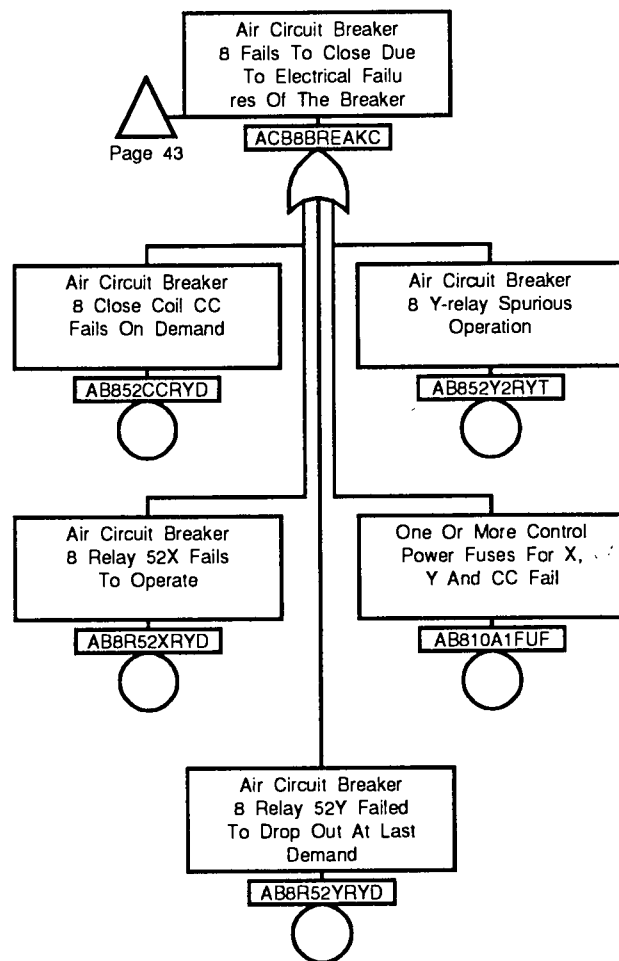 Air Circuit Breaker
8 Fails To Close Due
To Electrical Failu
res Of The Breaker
Page 43
ACB8BREAKC
Air Circuit Breaker
8 Close Coil CC
Fails On Demand
AB852CCRYD
Air Circuit Breaker
8 Y-relay Spurious
Operation
AB852Y2RYT
Air Circuit Breaker
8 Relay 52X Fails
To Operate
AB8R52XRYD
One Or More Control
Power Fuses For X,
Y And CC Fail
AB810A1FUF
Air Circuit Breaker
8 Relay 52Y Failed
To Drop Out At Last
Demand
AB8R52YRYD